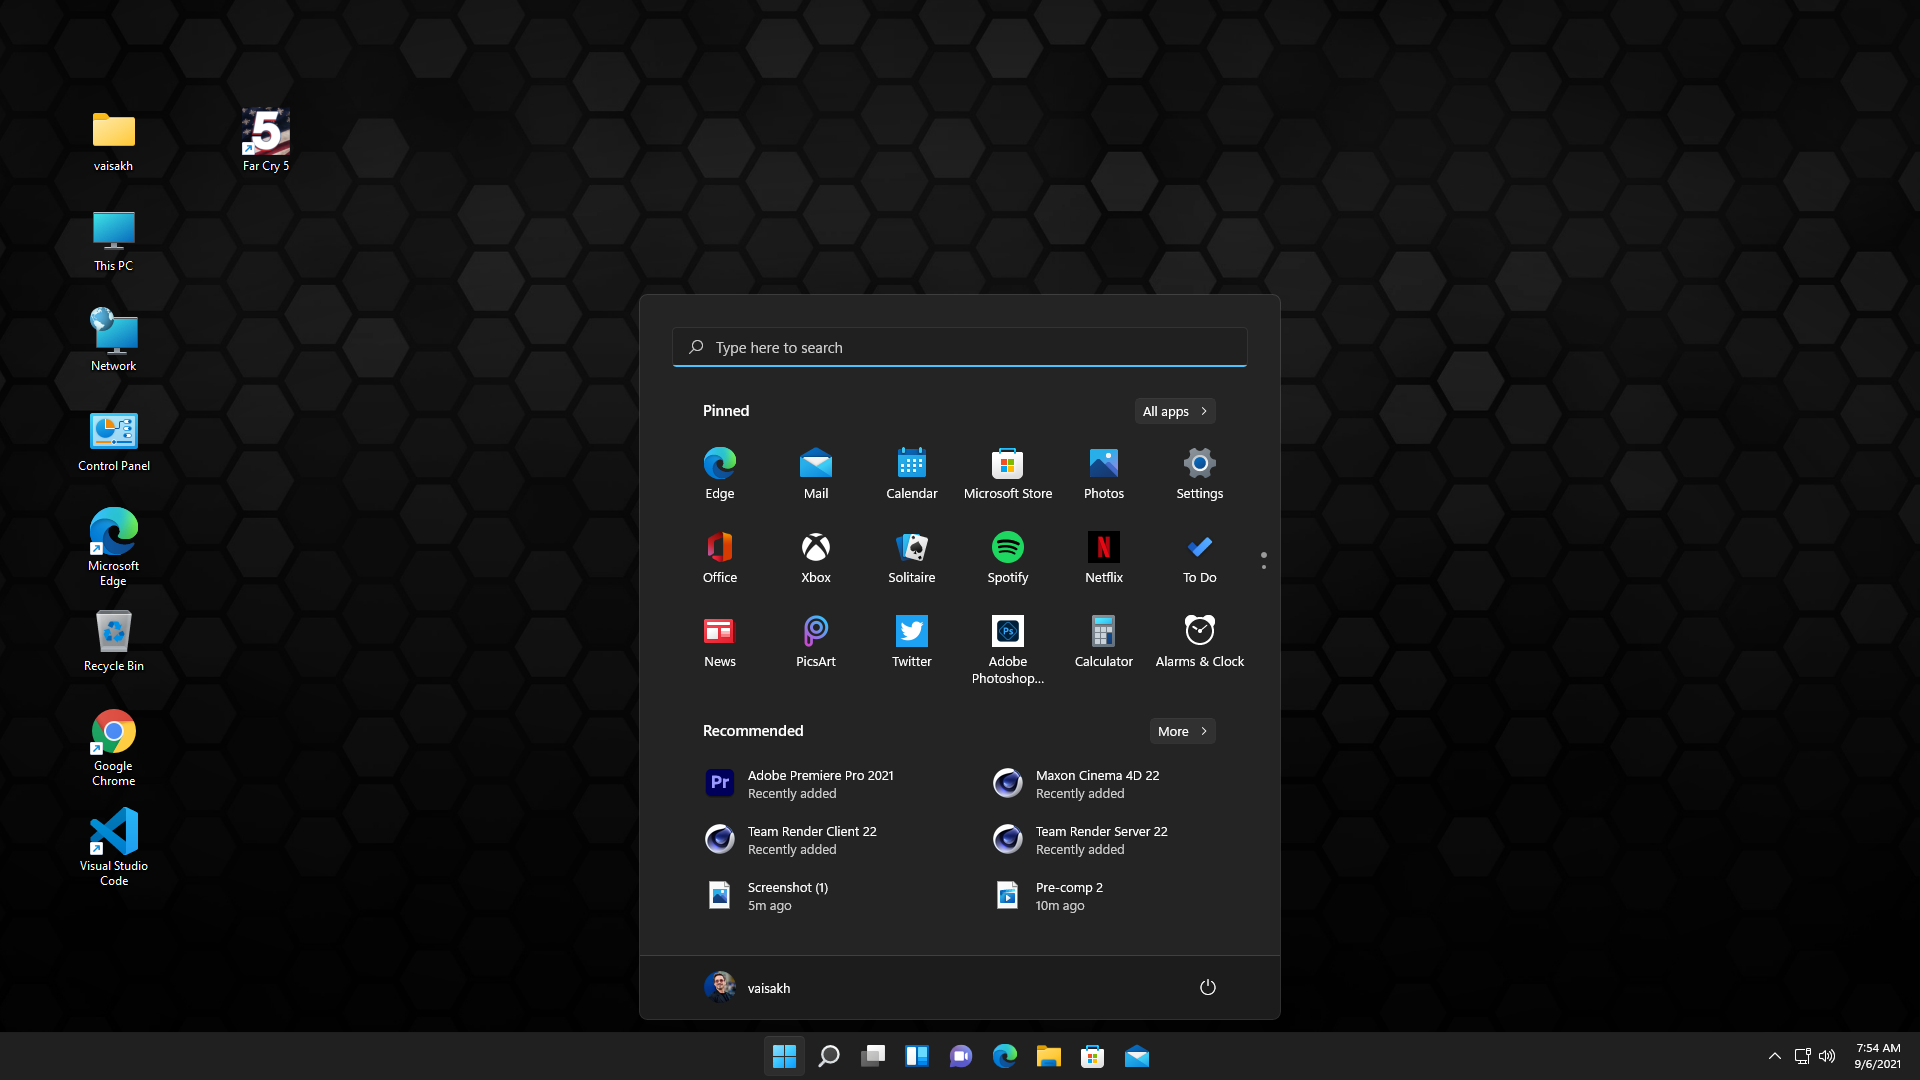 vaisakh
5
Far Cry 5
This PC
Network
Control Panel
Microsoft
Edge
Recycle Bin
Google
Chrome
Visual Studio
Code
Type here to search
Pinned
All apps
Edge
Mail
Calendar
Microsoft Store
Photos
Settings
Office
Xbox
Solitaire
Spotify
N
Netflix
To Do
News
PicsArt
Twitter
Ps
Adobe
Photoshop...
Calculator
Alarms & Clock
Recommended
More
Pr
Adobe Premiere Pro 2021
Recently added
Maxon Cinema 4D 22
Recently added
Team Render Client 22
Recently added
Team Render Server 22
Recently added
Screenshot (1)
5m ago
Pre-comp 2
10m ago
vaisakh
7:54 AM
9/6/2021